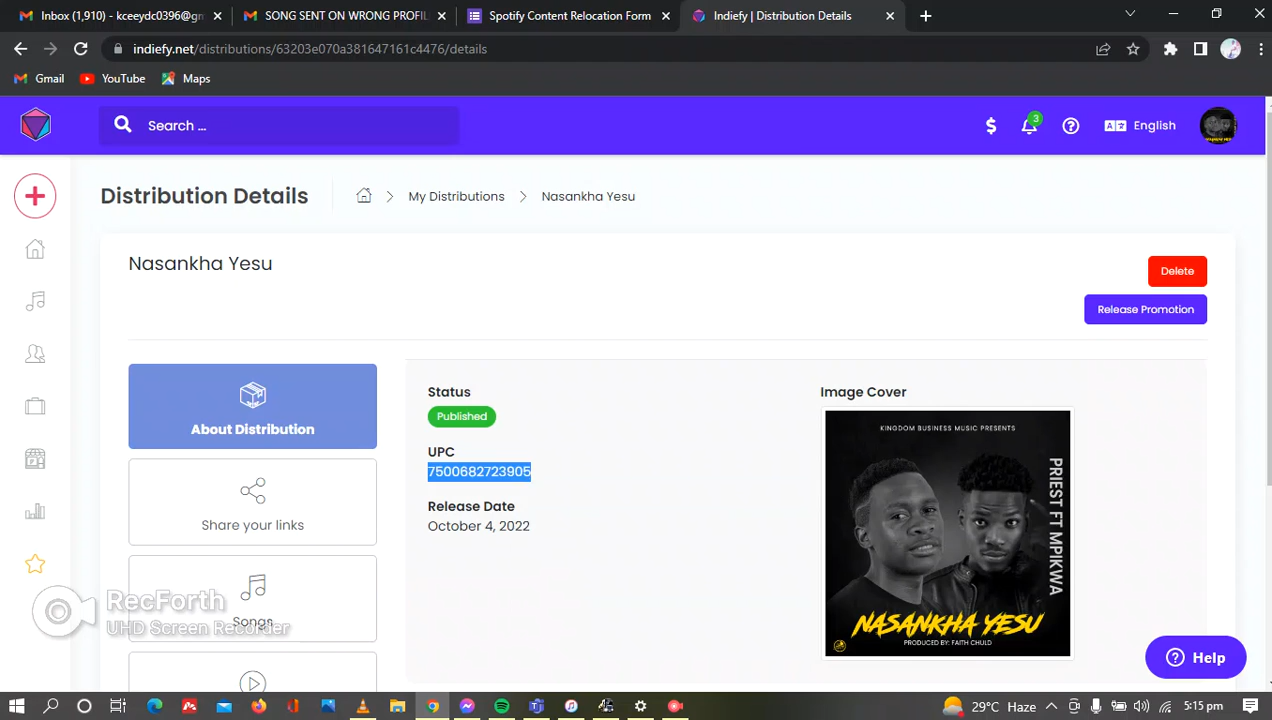 Inbox (1,910) - kceeydc0396@gm
SONG SENT ON WRONG PROFIL
Spotify Content Relocation Form
Indiefy | Distribution Details
indiefy.net/distributions/63203e070a381647161c4476/details
Gmail
YouTube
Maps
Search ...
$
3
English
Distribution Details
My Distributions
Nasankha Yesu
Nasankha Yesu
Delete
Release Promotion
About Distribution
Share your links
Songs
Status
Published
UPC
7500682723905
Release Date
October 4, 2022
Image Cover
KINGDOM BUSINESS MUSIC PRESENTS
PRIEST FT MPIKWA
NASANKHA YESU
PRODUCED BY: FAITH CHULD
RecForth
UHD Screen Recorder
Help
29°C Haze
5:15 pm